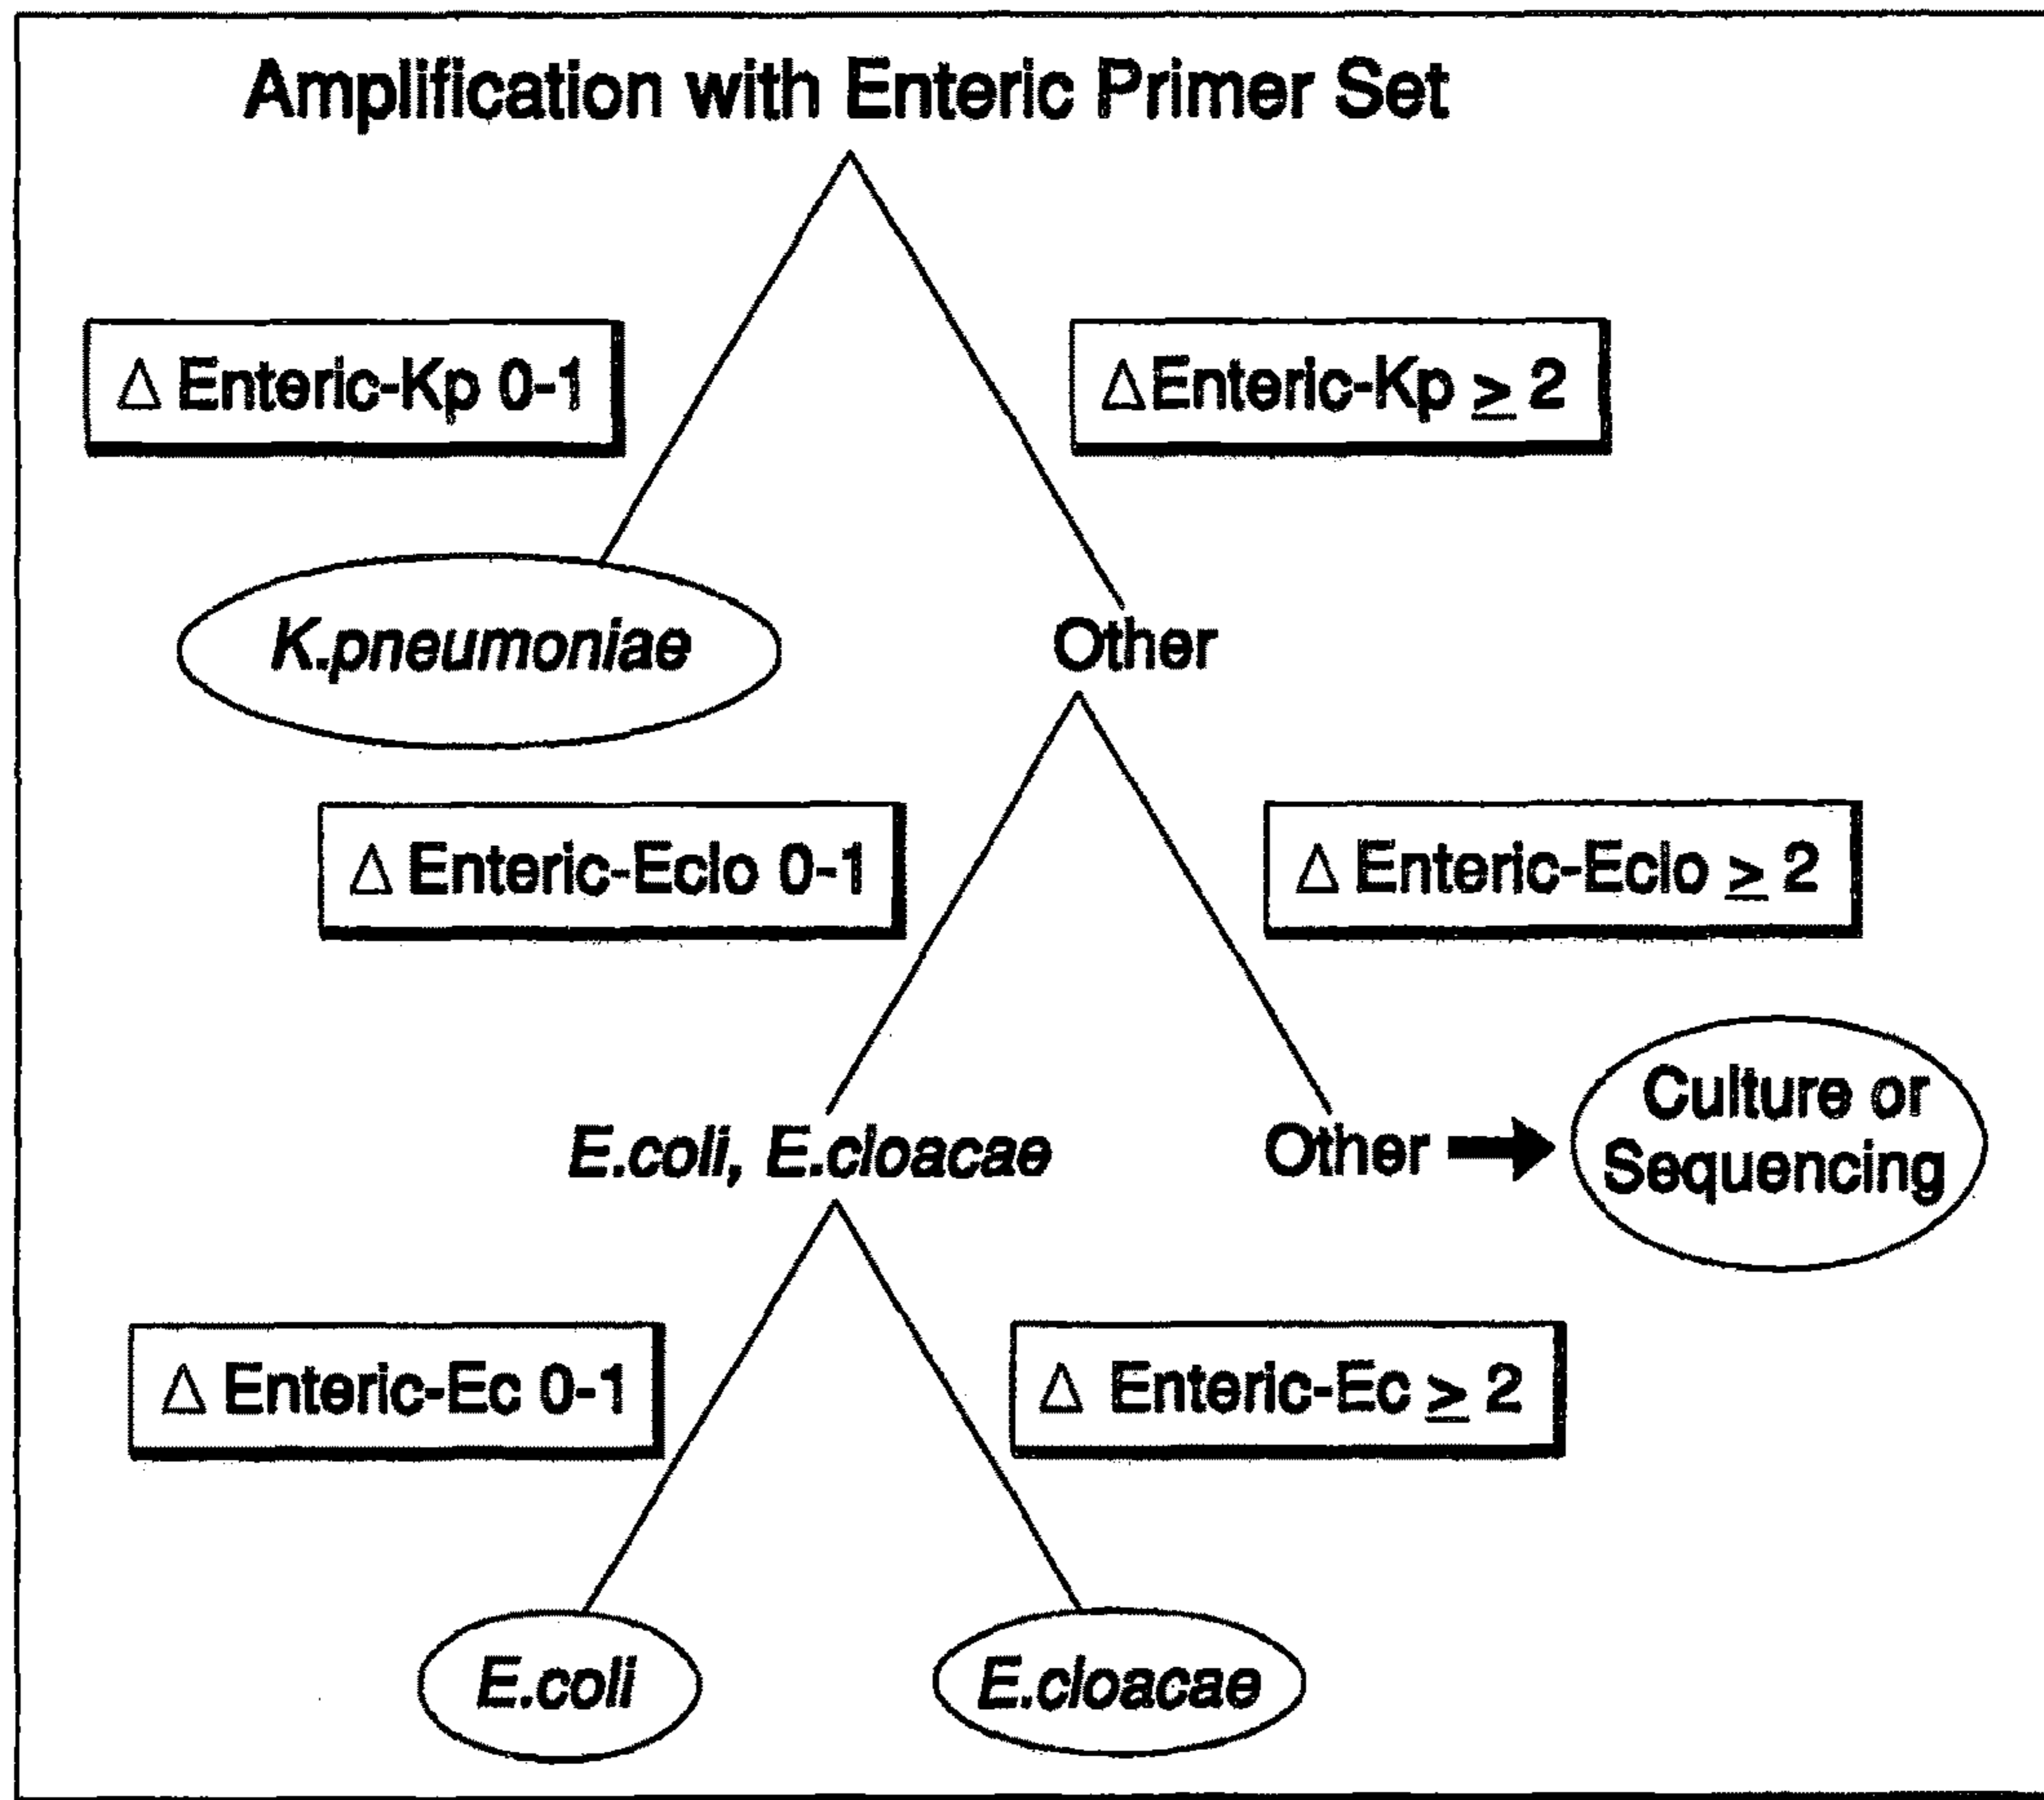 Amplification with Enteric Primer Set
△ Enteric-Kp 0-1
△Enteric-Kp ≥ 2
K.pneumoniae
Other
△ Enteric-Eclo 0-1
△ Enteric-Eclo ≥ 2
E.coli, E.cloacae
Other
Culture or
Sequencing
△ Enteric-Ec 0-1
△ Enteric-Ec ≥ 2
E.coli
E.cloacae